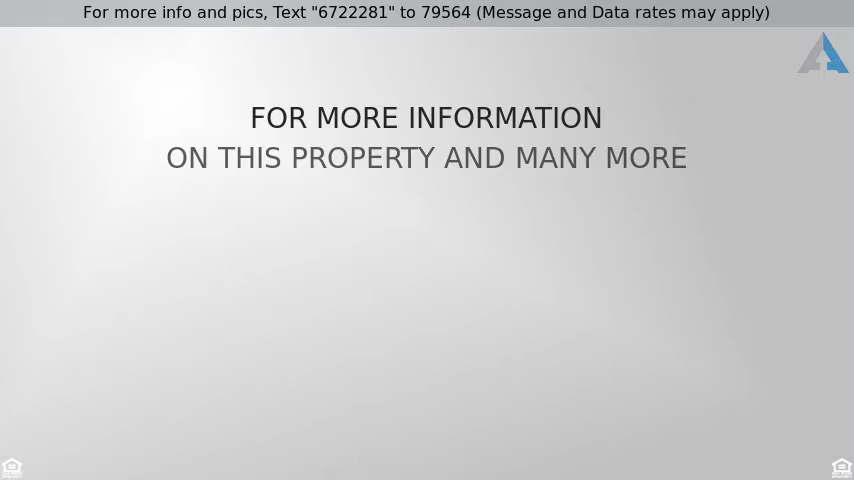 For more info and pics, Text "6722281" to 79564 (Message and Data rates may apply)
FOR MORE INFORMATION
ON THIS PROPERTY AND MANY MORE